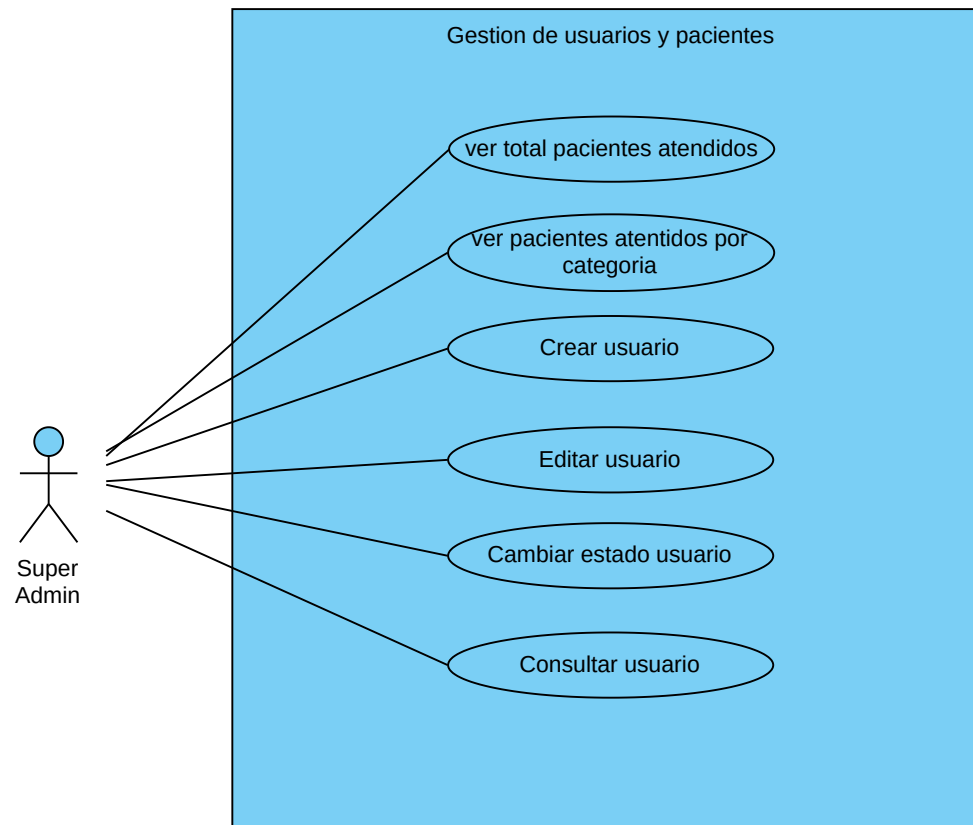 Gestion de usuarios y pacientes
ver total pacientes atendidos
ver pacientes atentidos por
categoria
Crear usuario
Editar usuario
Cambiar estado usuario
Consultar usuario
Super
Admin